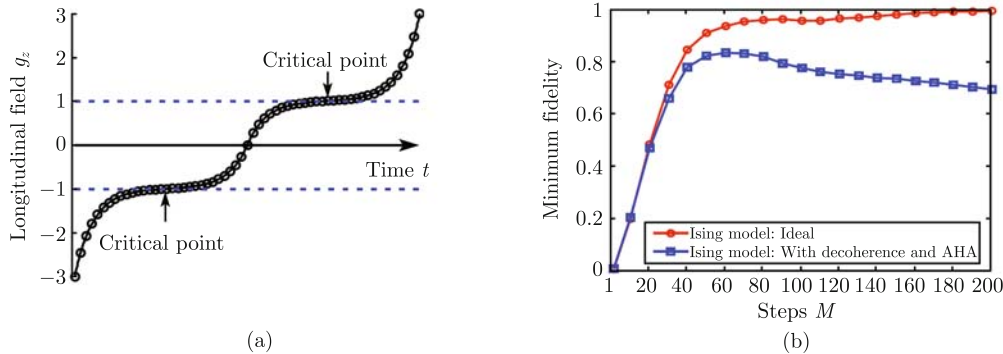 3
2
1
0
−1
−2
−3
Longitudinal field g_z
Critical point
Time t
Critical point
(a)
1
0.8
0.6
0.4
0.2
0
Minimum fidelity
Ising model: Ideal
Ising model: With decoherence and AHA
1 20 40 60 80 100 120 140 160 180 200
Steps M
(b)